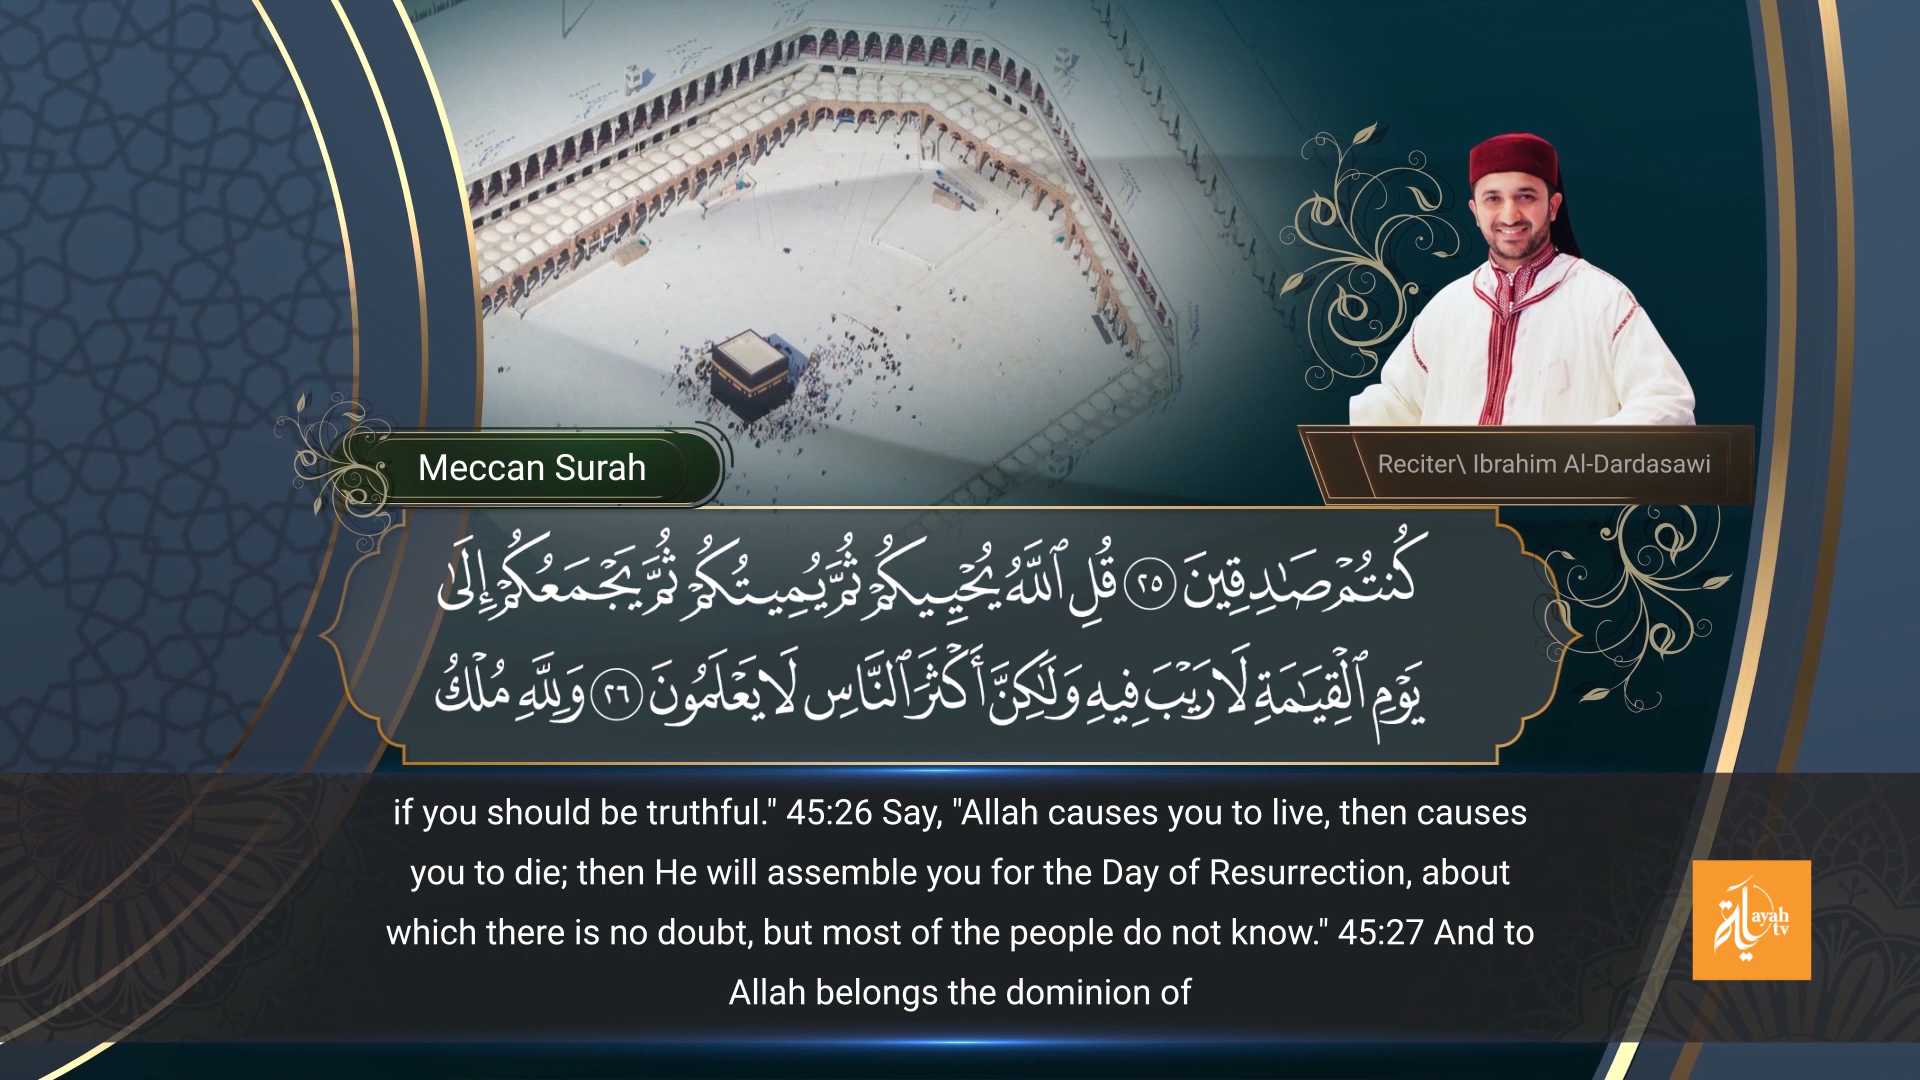 Meccan Surah
Reciter\ Ibrahim Al-Dardasawi
كُنتُمْ صَـٰدِقِينَ ٢٥ قُلِ ٱللَّهُ يُحْيِيكُمْ ثُمَّ يُمِيتُكُمْ ثُمَّ يَجْمَعُكُمْ إِلَىٰ
يَوْمِ ٱلْقِيَـٰمَةِ لَا رَيْبَ فِيهِ وَلَـٰكِنَّ أَكْثَرَ ٱلنَّاسِ لَا يَعْلَمُونَ ٢٦ وَلِلَّهِ مُلْكُ
if you should be truthful." 45:26 Say, "Allah causes you to live, then causes
you to die; then He will assemble you for the Day of Resurrection, about
which there is no doubt, but most of the people do not know." 45:27 And to
Allah belongs the dominion of
آية
ayah
tv